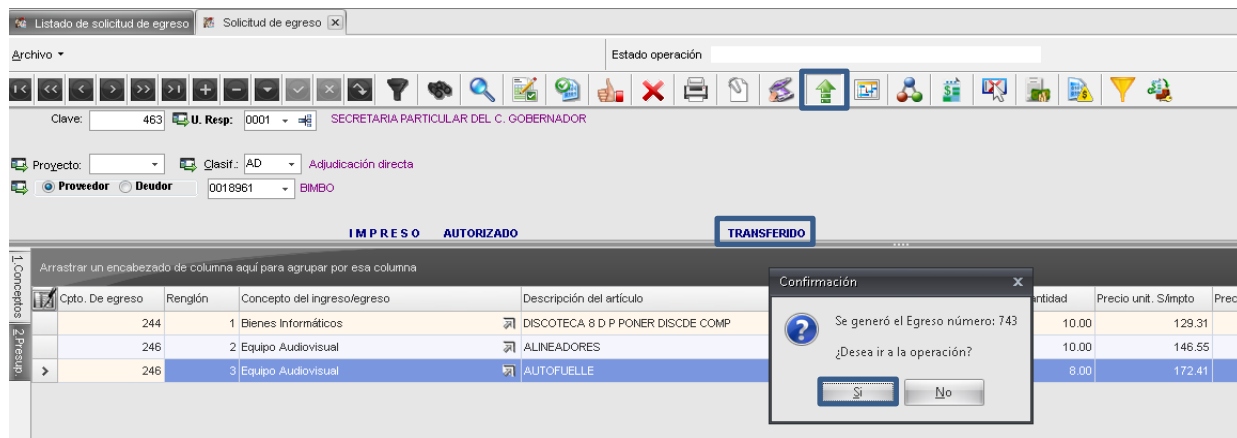 Listado de solicitud de egreso Solicitud de egreso
Archivo Estado operación
Clave: 463 U. Resp: 0001 SECRETARIA PARTICULAR DEL C. GOBERNADOR
Proyecto: Clasif.: AD Adjudicación directa
Proveedor Deudor 0018961 BIMBO
IMPRESO AUTORIZADO TRANSFERIDO
1.Conceptos
2.Presup.
Arrastrar un encabezado de columna aquí para agrupar por esa columna
Cpto. De egreso Renglón Concepto del ingreso/egreso Descripción del artículo Precio unit. S/impto
244 1 Bienes Informáticos DISCOTECA 8 D P PONER DISCDE COMP 10.00 129.31
246 2 Equipo Audiovisual ALINEADORES 10.00 146.55
246 3 Equipo Audiovisual AUTOFUELLE 8.00 172.41
Confirmación
Se generó el Egreso número: 743
¿Desea ir a la operación?
Si No